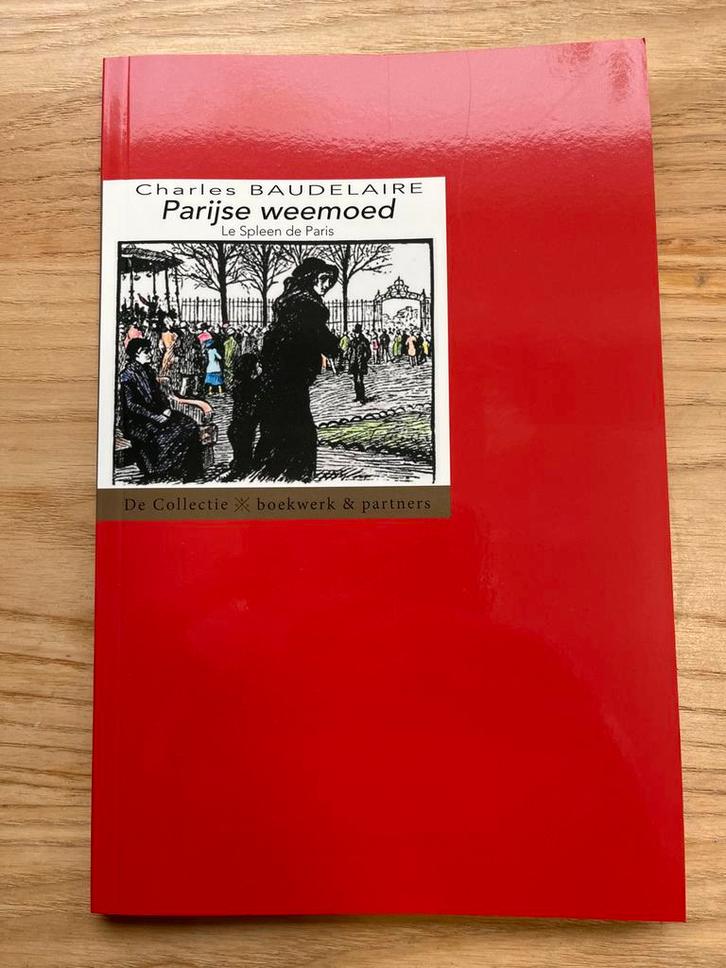 Charles BAUDELAIRE
Parijse weemoed
Le Spleen de Paris
De Collectie ※ boekwerk & partners